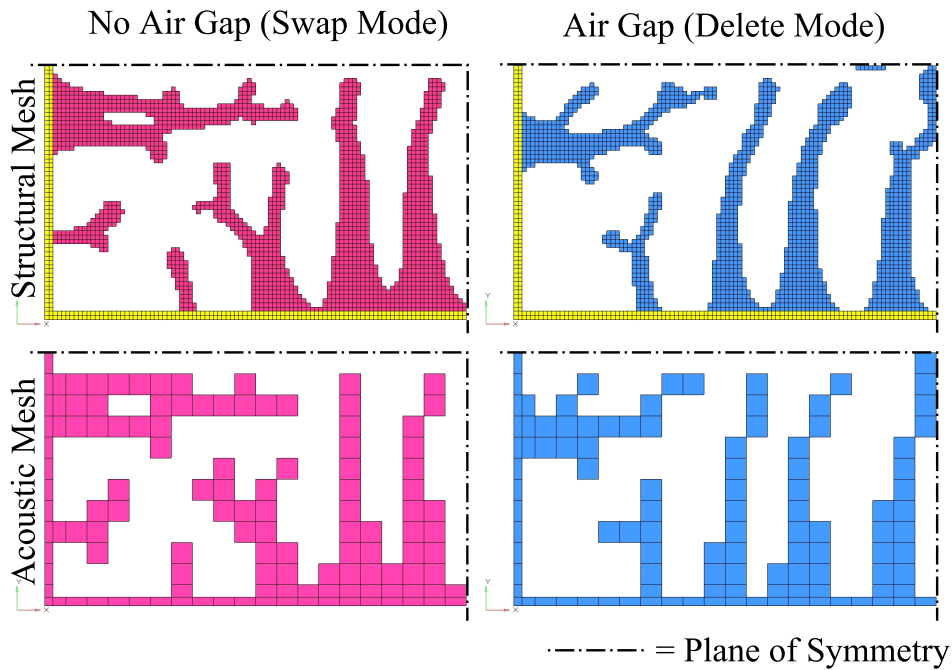 No Air Gap (Swap Mode)
Air Gap (Delete Mode)
Structural Mesh
Y
X
Y
X
Acoustic Mesh
Y
X
Y
X
= Plane of Symmetry